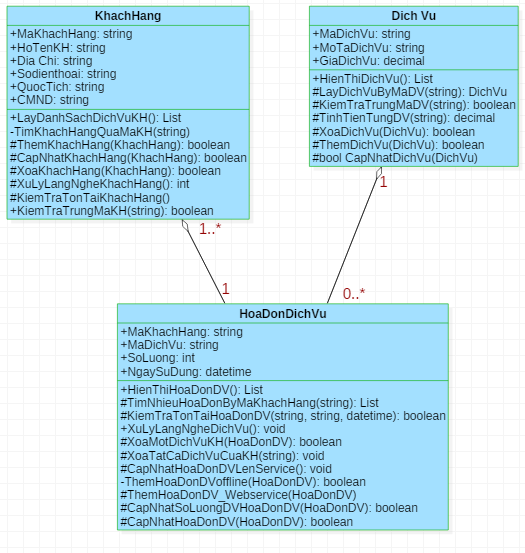 KhachHang
+MaKhachHang: string
+HoTenKH: string
+Dia Chi: string
+Sodienthoai: string
+QuocTich: string
+CMND: string
+LayDanhSachDichVuKH(): List
-TimKhachHangQuaMaKH(string)
#ThemKhachHang(KhachHang): boolean
#CapNhatKhachHang(KhachHang): boolean
#XoaKhachHang(KhachHang): boolean
#XuLyLangNgheKhachHang(): int
#KiemTraTonTaiKhachHang()
+KiemTraTrungMaKH(string): boolean
Dich Vu
+MaDichVu: string
+MoTaDichVu: string
+GiaDichVu: decimal
+HienThiDichVu(): List
#LayDichVuByMaDV(string): DichVu
#KiemTraTrungMaDV(string): boolean
#TinhTienTungDV(string): decimal
#XoaDichVu(DichVu): boolean
#ThemDichVu(DichVu): boolean
#bool CapNhatDichVu(DichVu)
1..*
1
1
0..*
HoaDonDichVu
+MaKhachHang: string
+MaDichVu: string
+SoLuong: int
+NgaySuDung: datetime
+HienThiHoaDonDV(): List
#TimNhieuHoaDonByMaKhachHang(string): List
#KiemTraTonTaiHoaDonDV(string, string, datetime): boolean
+XuLyLangNgheDichVu(): void
#XoaMotDichVuKH(HoaDonDV): boolean
#XoaTatCaDichVuCuaKH(string): void
#CapNhatHoaDonDVLenService(): void
-ThemHoaDonDVoffline(HoaDonDV): boolean
#ThemHoaDonDV_Webservice(HoaDonDV)
#CapNhatSoLuongDVHoaDonDV(HoaDonDV): boolean
#CapNhatHoaDonDV(HoaDonDV): boolean